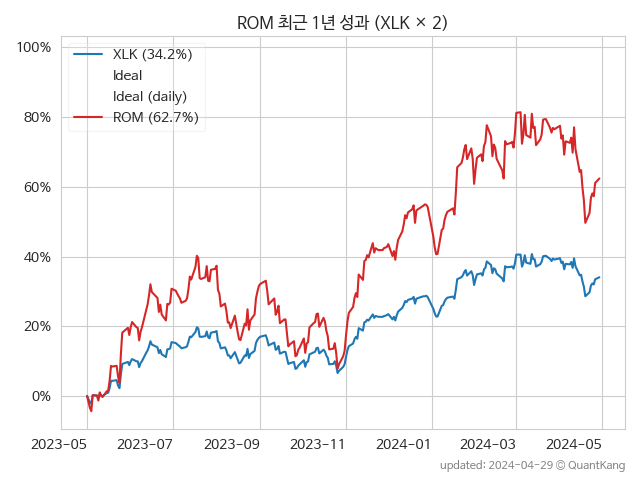 ROM 최근 1년 성과 (XLK × 2)
100%
80%
60%
40%
20%
0%
XLK (34.2%)
Ideal
Ideal (daily)
ROM (62.7%)
2023-05 2023-07 2023-09 2023-11 2024-01 2024-03 2024-05
updated: 2024-04-29 © QuantKang